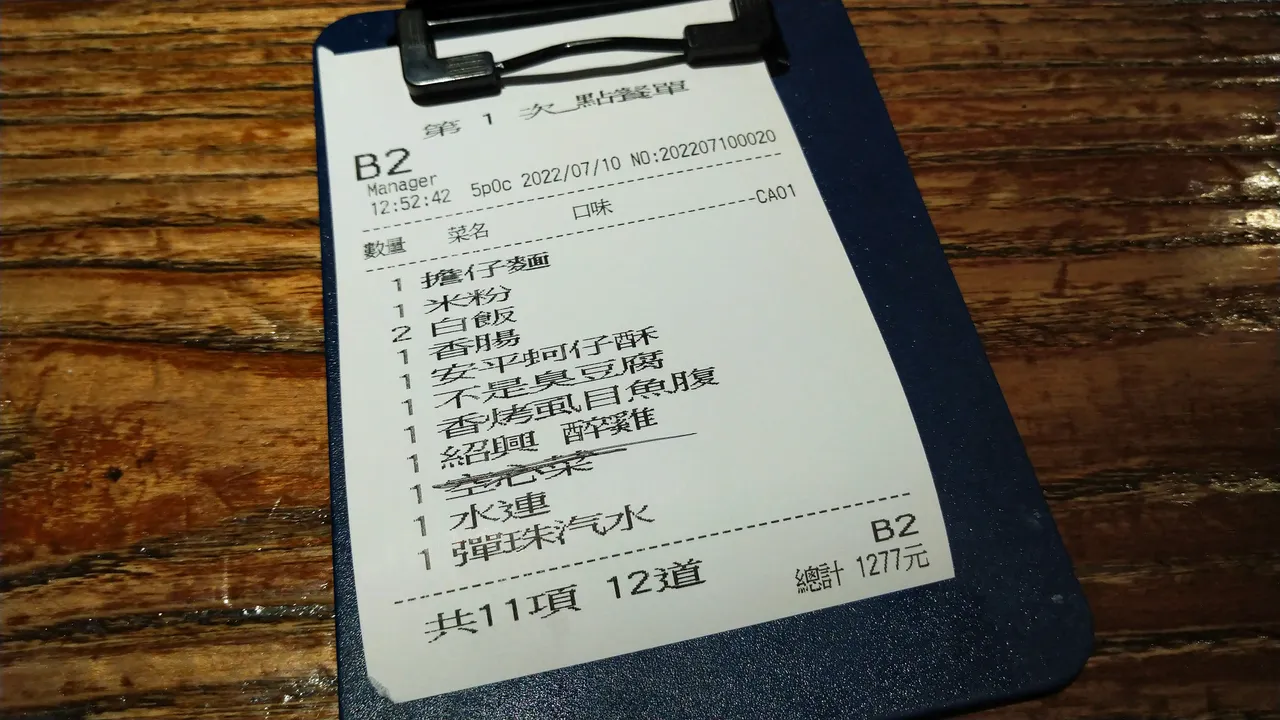 第 1 次 點餐單
B2
Manager
12:52:42 5p0c 2022/07/10 NO:202207100020
數量 菜名 口味
CA01
1 擔仔麵
1 米粉
2 白飯
1 香腸
1 安平蚵仔酥
1 不是臭豆腐
1 香烤虱目魚腹
1 紹興 醉雞
1 空心菜
1 水連
1 彈珠汽水
B2
共11項 12道 總計 1277元